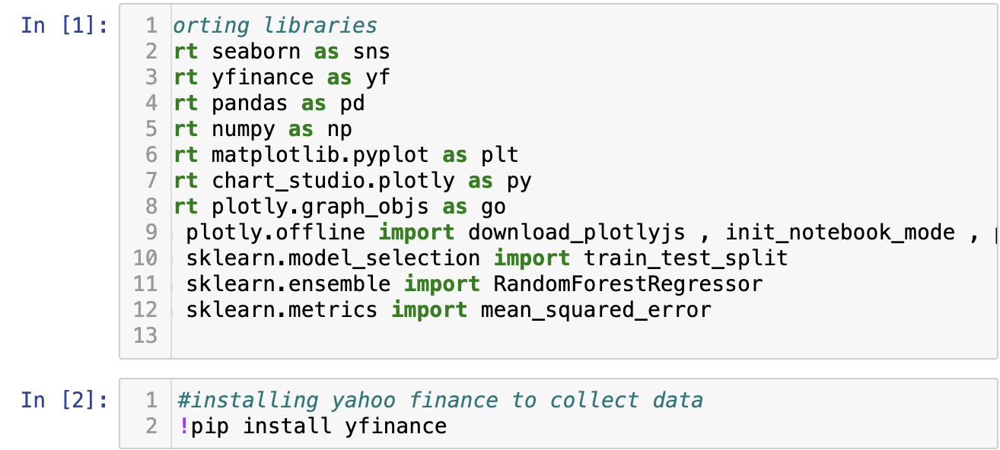 In [1]:
1 orting libraries
2 rt seaborn as sns
3 rt yfinance as yf
4 rt pandas as pd
5 rt numpy as np
6 rt matplotlib.pyplot as plt
7 rt chart_studio.plotly as py
8 rt plotly.graph_objs as go
9 plotly.offline import download_plotlyjs , init_notebook_mode ,
10 sklearn.model_selection import train_test_split
11 sklearn.ensemble import RandomForestRegressor
12 sklearn.metrics import mean_squared_error
13
In [2]:
1 #installing yahoo finance to collect data
2 !pip install yfinance